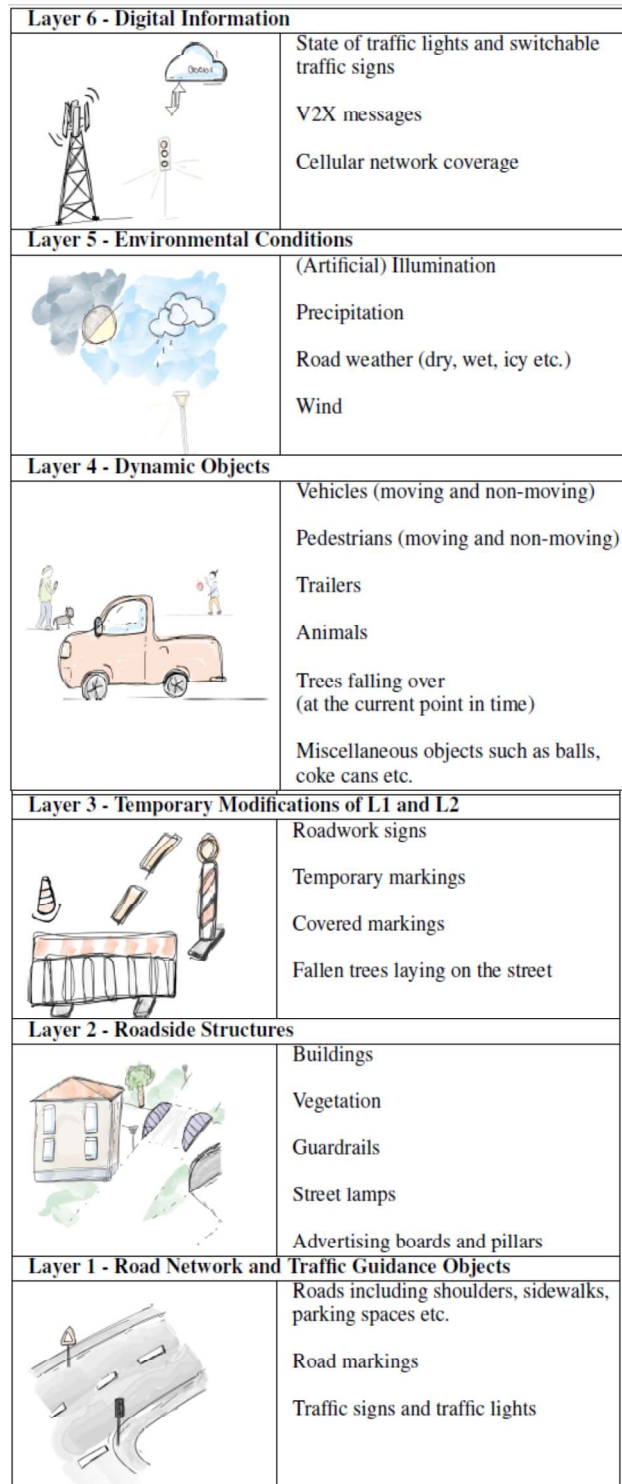 Layer 6 - Digital Information
State of traffic lights and switchable
traffic signs
V2X messages
Cellular network coverage
Layer 5 - Environmental Conditions
(Artificial) Illumination
Precipitation
Road weather (dry, wet, icy etc.)
Wind
Layer 4 - Dynamic Objects
Vehicles (moving and non-moving)
Pedestrians (moving and non-moving)
Trailers
Animals
Trees falling over
(at the current point in time)
Miscellaneous objects such as balls,
coke cans etc.
Layer 3 - Temporary Modifications of L1 and L2
Roadwork signs
Temporary markings
Covered markings
Fallen trees laying on the street
Layer 2 - Roadside Structures
Buildings
Vegetation
Guardrails
Street lamps
Advertising boards and pillars
Layer 1 - Road Network and Traffic Guidance Objects
Roads including shoulders, sidewalks,
parking spaces etc.
Road markings
Traffic signs and traffic lights